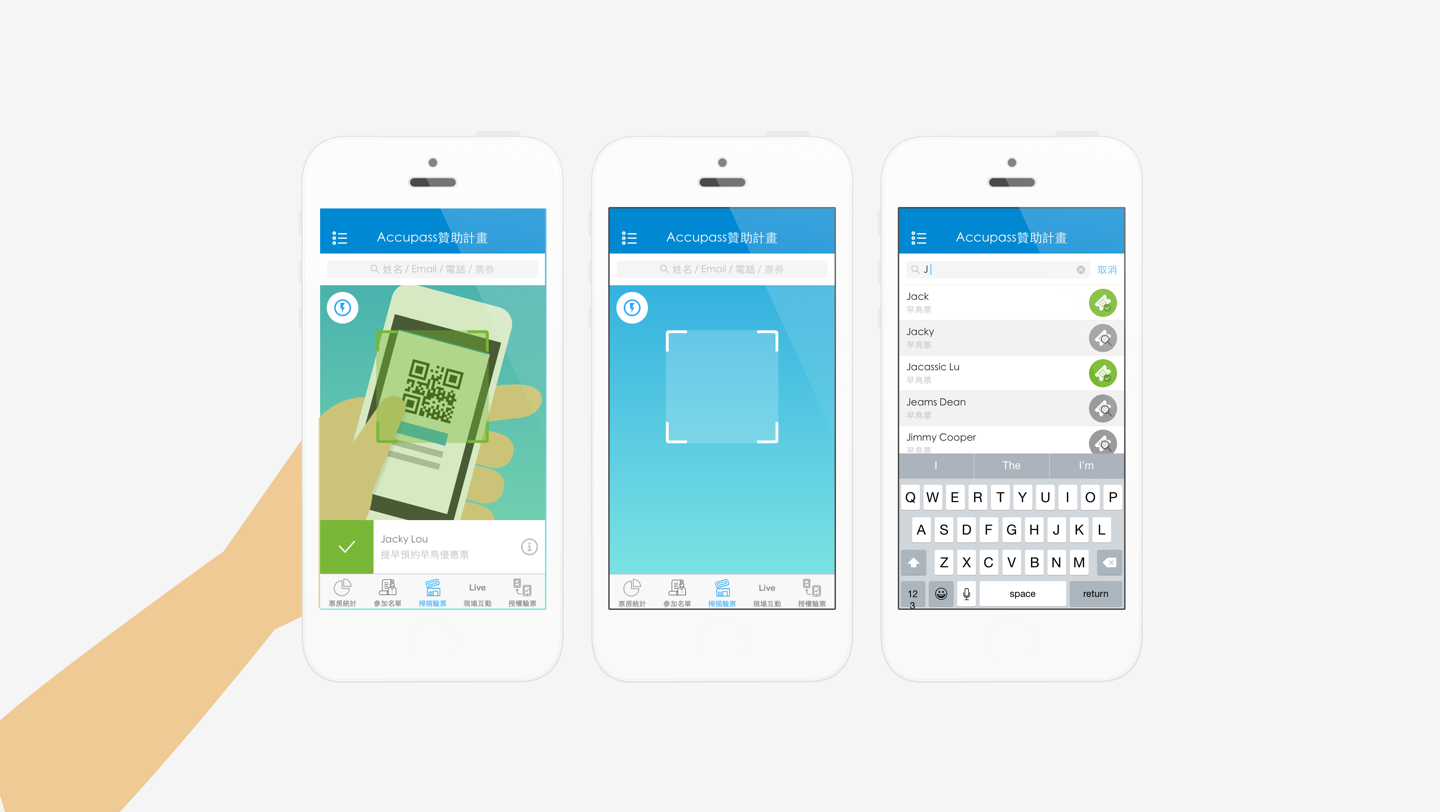 Accupass贊助計畫
姓名 / Email / 電話 / 票券
Jacky Lou
提早預約早鳥優惠票
票房統計
參加名單
掃描驗票
Live
現場互動
授權驗票
Accupass贊助計畫
姓名 / Email / 電話 / 票券
票房統計
參加名單
掃描驗票
Live
現場互動
授權驗票
Accupass贊助計畫
J
取消
Jack
早鳥票
Jacky
早鳥票
Jacassic Lu
早鳥票
Jeams Dean
早鳥票
Jimmy Cooper
早鳥票
I The I'm
Q W E R T Y U I O P
A S D F G H J K L
Z X C V B N M
123 space return